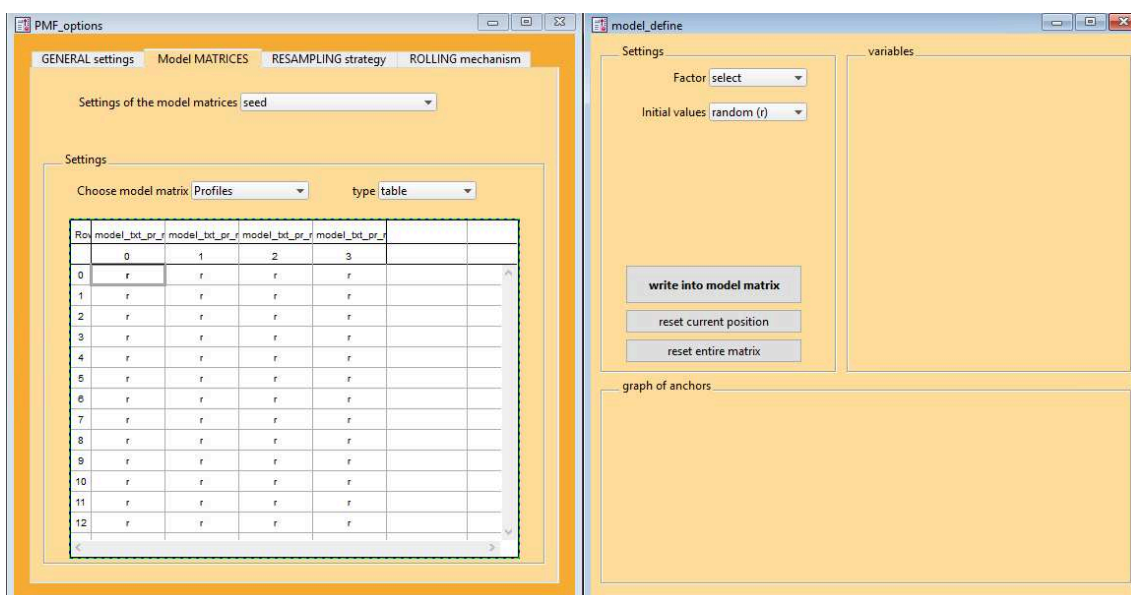 PMF_options
GENERAL settings Model MATRICES RESAMPLING strategy ROLLING mechanism
Settings of the model matrices seed
Settings
Choose model matrix Profiles type table
Rov model_txt_pr_r model_txt_pr_r model_txt_pr_r model_txt_pr_r
0 1 2 3
0 r r r r
1 r r r r
2 r r r r
3 r r r r
4 r r r r
5 r r r r
6 r r r r
7 r r r r
8 r r r r
9 r r r r
10 r r r r
11 r r r r
12 r r r r
model_define
Settings
Factor select
Initial values random (r)
write into model matrix
reset current position
reset entire matrix
variables
graph of anchors